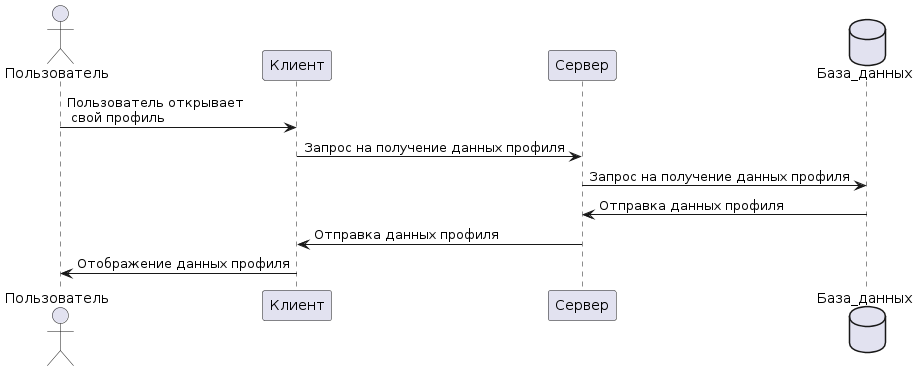 Пользователь
Клиент
Сервер
База_данных
Пользователь открывает
свой профиль
Запрос на получение данных профиля
Запрос на получение данных профиля
Отправка данных профиля
Отправка данных профиля
Отображение данных профиля
Пользователь
Клиент
Сервер
База_данных